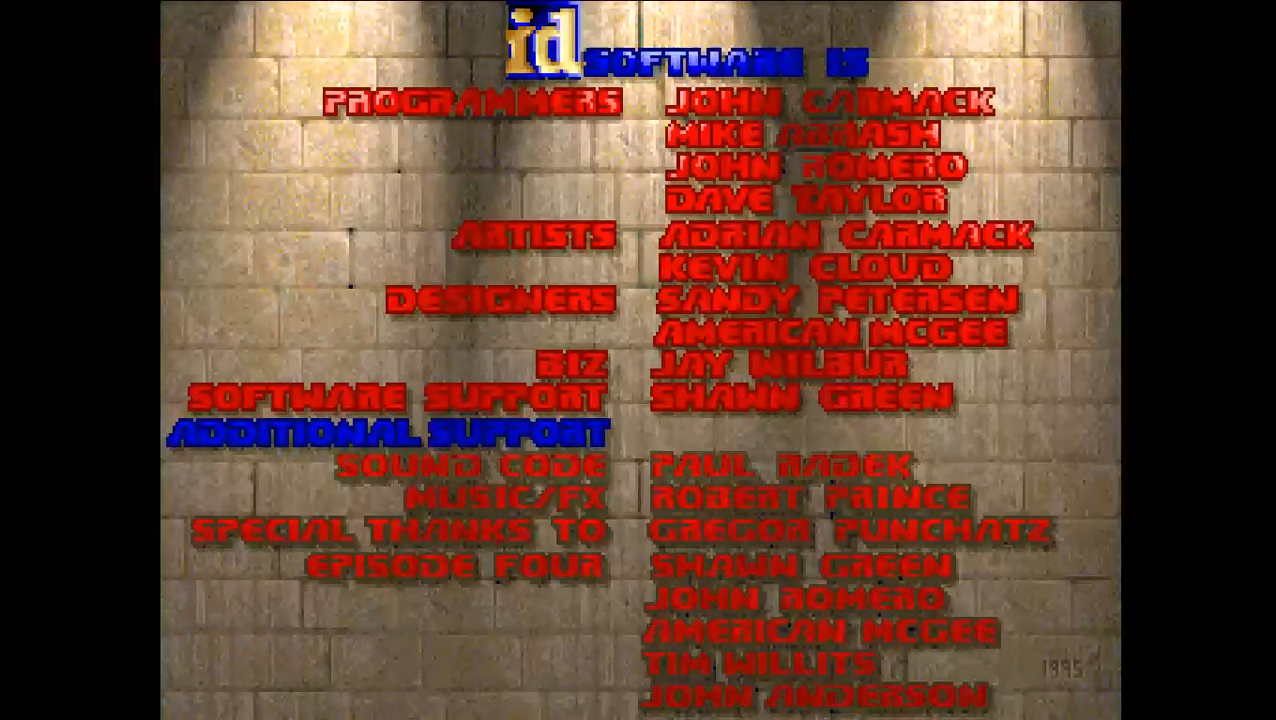 id SOFTWARE IS
PROGRAMMERS JOHN CARMACK
MIKE ABRASH
JOHN ROMERO
DAVE TAYLOR
ARTISTS ADRIAN CARMACK
KEVIN CLOUD
DESIGNERS SANDY PETERSEN
AMERICAN MCGEE
BIZ JAY WILBUR
SOFTWARE SUPPORT SHAWN GREEN
ADDITIONAL SUPPORT
SOUND CODE PAUL RADEK
MUSIC/FX ROBERT PRINCE
SPECIAL THANKS TO GREGOR PUNCHATZ
EPISODE FOUR SHAWN GREEN
JOHN ROMERO
AMERICAN MCGEE
TIM WILLITS
1995
JOHN ANDERSON